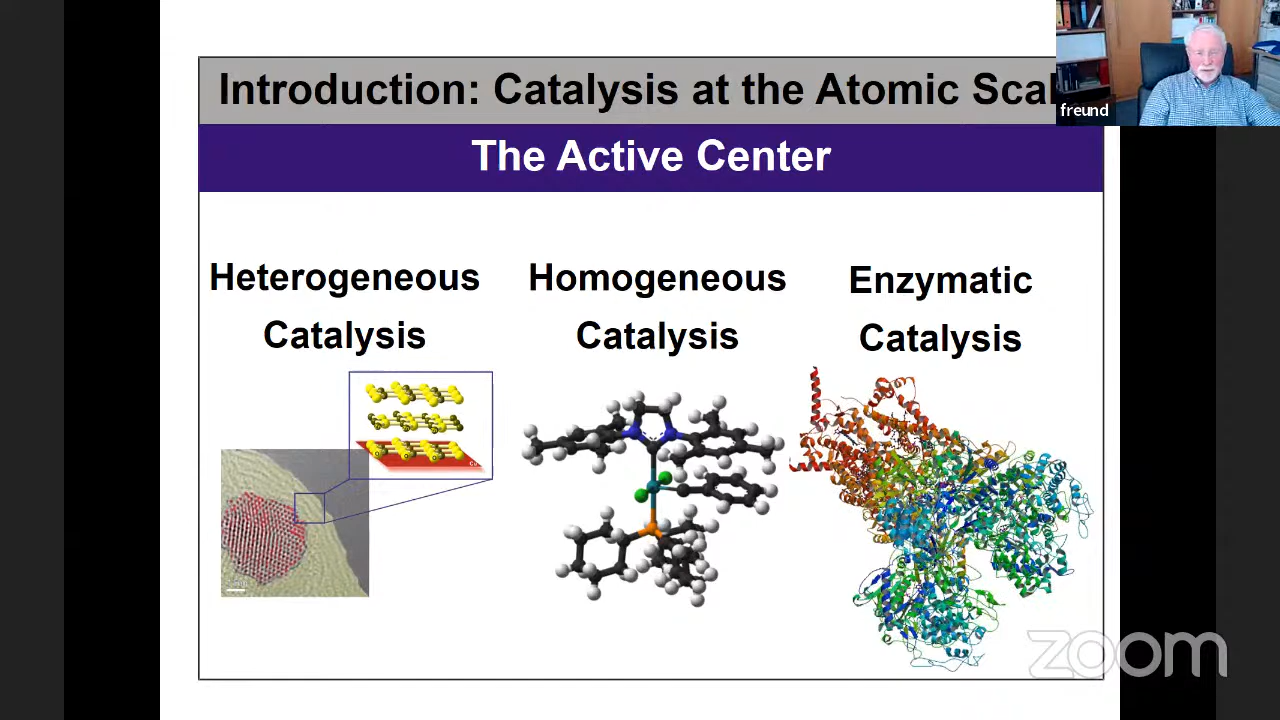 Introduction: Catalysis at the Atomic Scal
freund
The Active Center
Heterogeneous
Catalysis
Homogeneous
Catalysis
Enzymatic
Catalysis
zoom